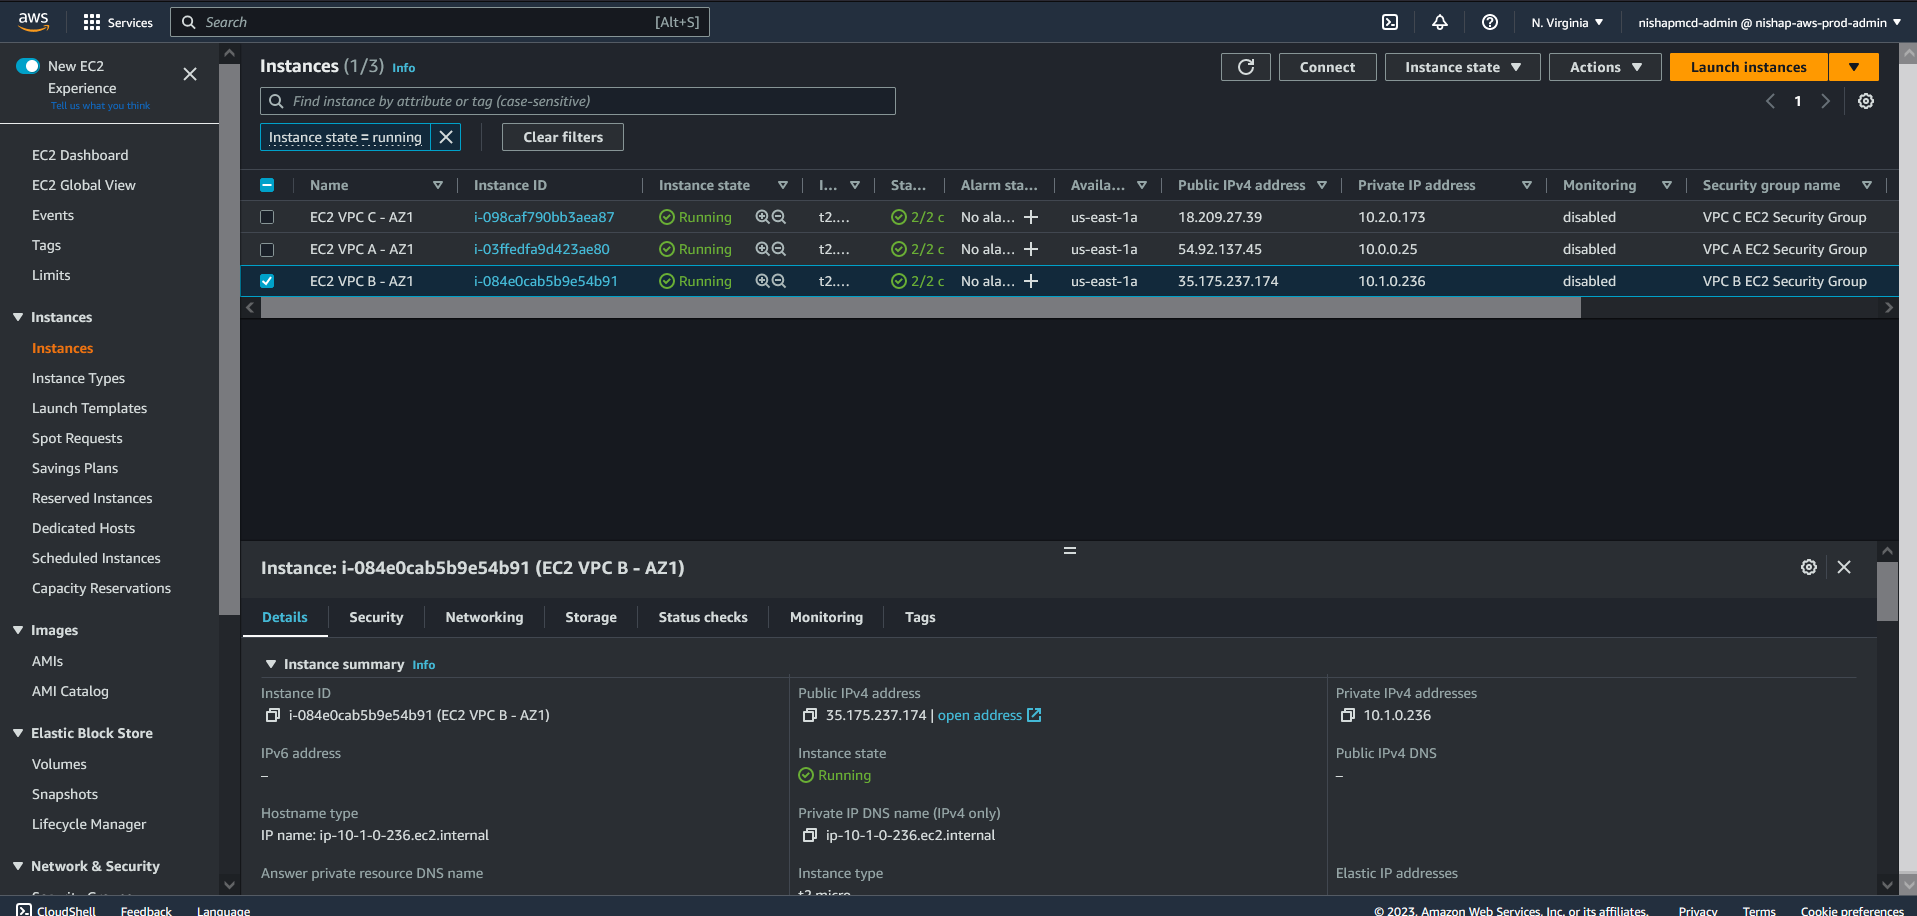 aws
Services
Search
[Alt+S]
N. Virginia
nishapmcd-admin @ nishap-aws-prod-admin
New EC2
Experience
Tell us what you think
EC2 Dashboard
EC2 Global View
Events
Tags
Limits
Instances
Instances
Instance Types
Launch Templates
Spot Requests
Savings Plans
Reserved Instances
Dedicated Hosts
Scheduled Instances
Capacity Reservations
Images
AMIs
AMI Catalog
Elastic Block Store
Volumes
Snapshots
Lifecycle Manager
Network & Security
Instances (1/3) Info
Connect
Instance state
Actions
Launch instances
Find instance by attribute or tag (case-sensitive)
1
Instance state = running
Clear filters
Name Instance ID Instance state I... Sta... Alarm sta... Availa... Public IPv4 address Private IP address Monitoring Security group name
EC2 VPC C - AZ1 i-098caf790bb3aea87 Running t2.... 2/2 c No ala... us-east-1a 18.209.27.39 10.2.0.173 disabled VPC C EC2 Security Group
EC2 VPC A - AZ1 i-03ffedfa9d423ae80 Running t2.... 2/2 c No ala... us-east-1a 54.92.137.45 10.0.0.25 disabled VPC A EC2 Security Group
EC2 VPC B - AZ1 i-084e0cab5b9e54b91 Running t2.... 2/2 c No ala... us-east-1a 35.175.237.174 10.1.0.236 disabled VPC B EC2 Security Group
Instance: i-084e0cab5b9e54b91 (EC2 VPC B - AZ1)
Details Security Networking Storage Status checks Monitoring Tags
Instance summary Info
Instance ID
i-084e0cab5b9e54b91 (EC2 VPC B - AZ1)
Public IPv4 address
35.175.237.174 | open address
Private IPv4 addresses
10.1.0.236
IPv6 address
–
Instance state
Running
Public IPv4 DNS
–
Hostname type
IP name: ip-10-1-0-236.ec2.internal
Private IP DNS name (IPv4 only)
ip-10-1-0-236.ec2.internal
Answer private resource DNS name
Instance type
t2.micro
Elastic IP addresses
CloudShell Feedback Language
© 2023, Amazon Web Services, Inc. or its affiliates. Privacy Terms Cookie preferences